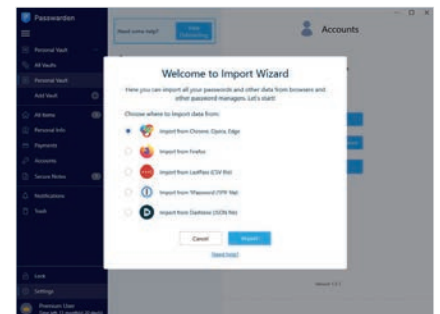 Passwarden
Need some help?
Accounts
Personal Vault
All Vaults
Personal Vault
Add Vault
All Items
Personal Info
Payments
Accounts
Secure Notes
Notifications
Trash
Lock
Settings
Premium User
Welcome to Import Wizard
Here you can import all your passwords and other data from browsers and
other password managers. Let's start!
Choose where to import data from:
Import from Chrome, Opera, Edge
Import from Firefox
Import from LastPass (CSV file)
Import from 1Password (1PIF file)
Import from Dashlane (JSON file)
Cancel
Import
Need help?